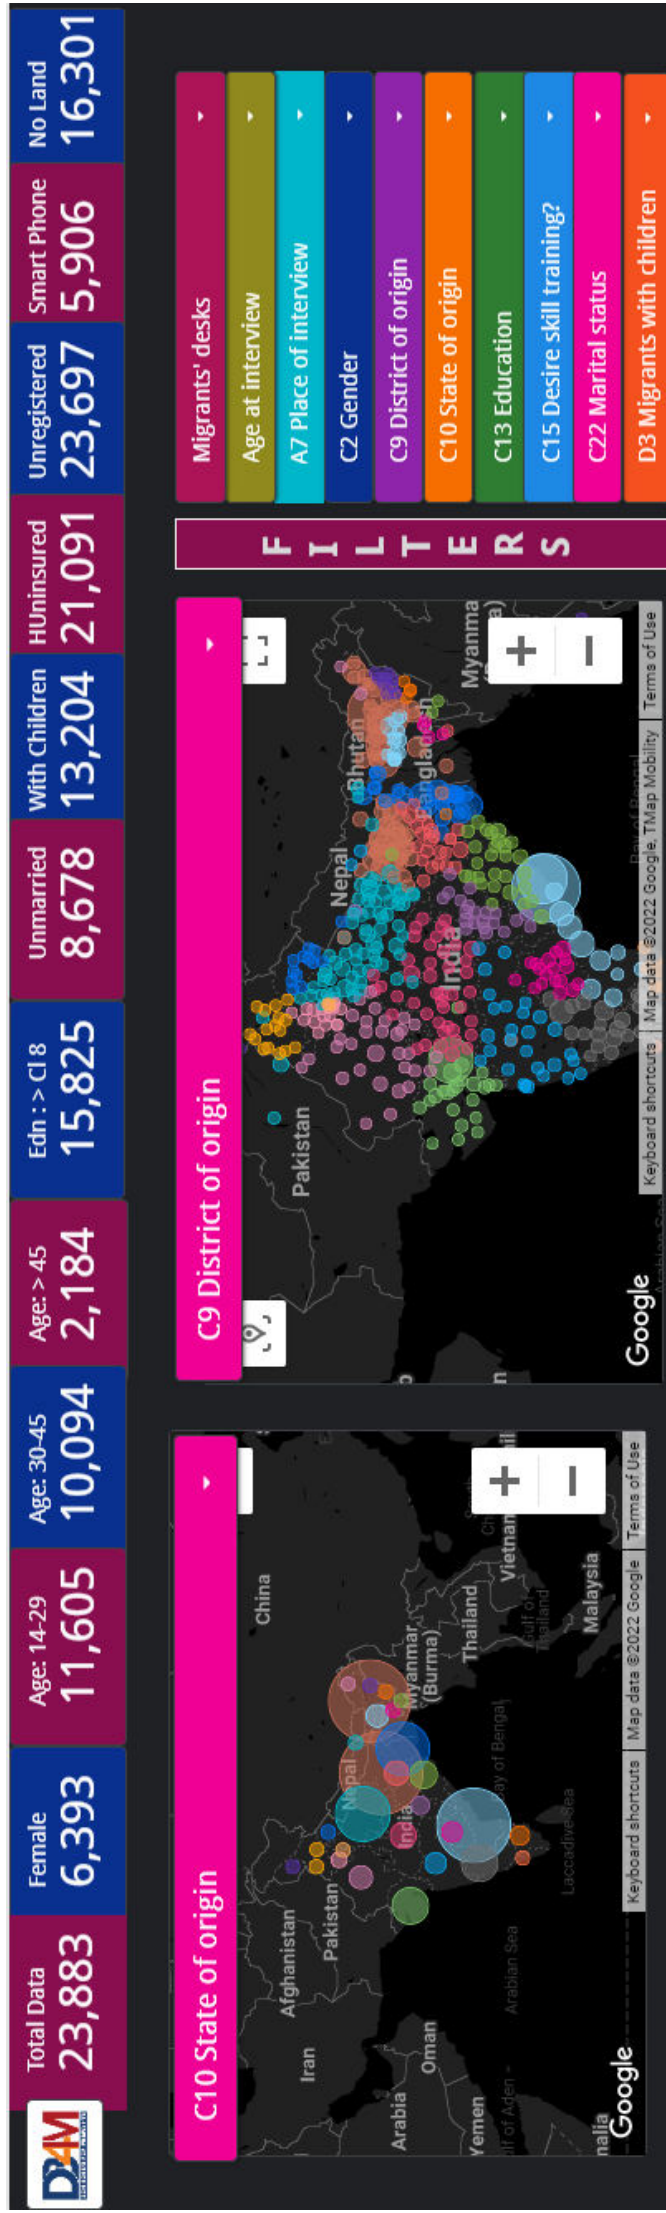 DB4M
Total Data
23,883
Female
6,393
Age: 14-29
11,605
Age: 30-45
10,094
Age: > 45
2,184
Edn : > Cl 8
15,825
Unmarried
8,678
With Children
13,204
HUninsured
21,091
Unregistered
23,697
Smart Phone
5,906
No Land
16,301
C10 State of origin
China
Afghanistan
Iran
Pakistan
Nepal
India
Myanmar
(Burma)
Thailand
Vietnam
Gulf of
Thailand
Malaysia
Oman
Arabia
Yemen
Arabian Sea
Bay of Bengal
Laccadive Sea
Google
Keyboard shortcuts
Map data ©2022 Google
Terms of Use
C9 District of origin
Pakistan
Nepal
Bhutan
Bangladesh
India
Myanma
Google
Keyboard shortcuts
Map data ©2022 Google, TMap Mobility
Terms of Use
FILTERS
Migrants' desks
Age at interview
A7 Place of interview
C2 Gender
C9 District of origin
C10 State of origin
C13 Education
C15 Desire skill training?
C22 Marital status
D3 Migrants with children